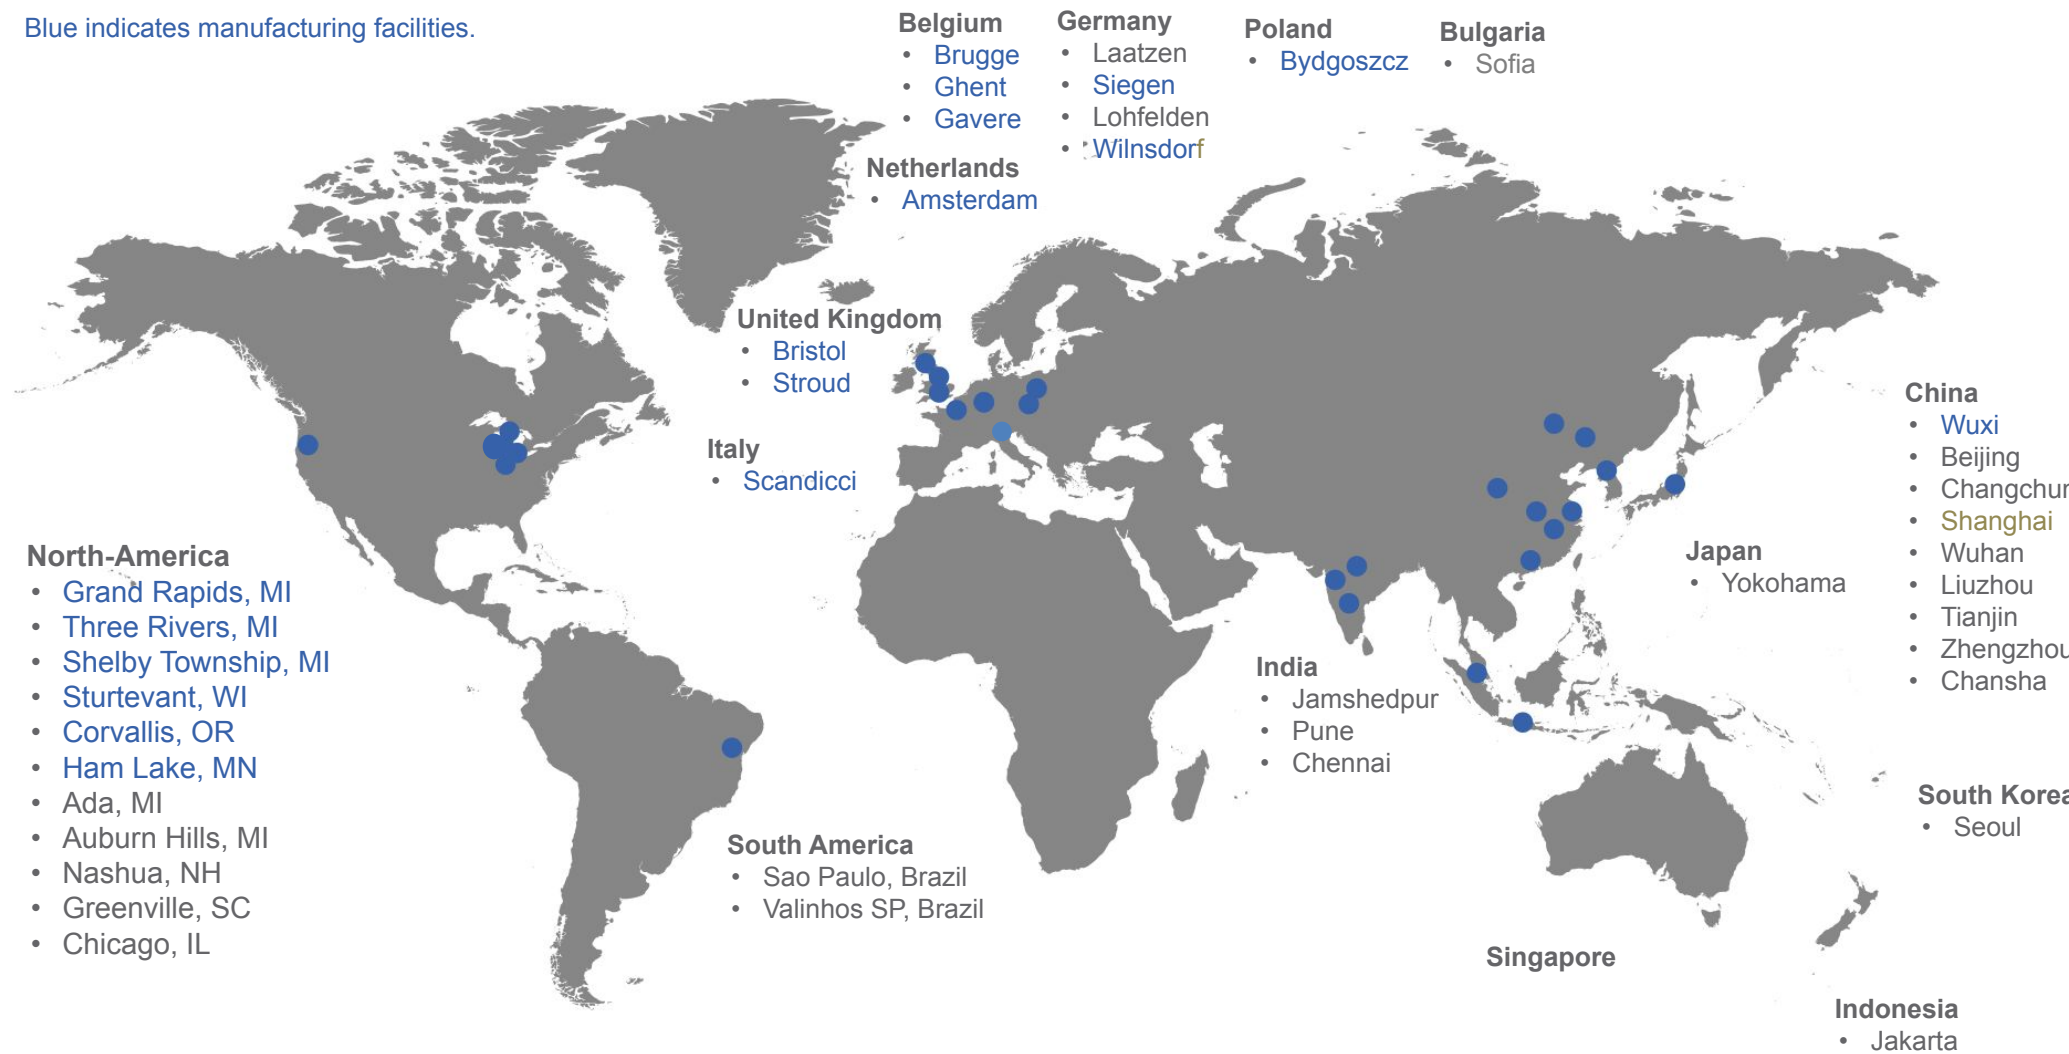 Blue indicates manufacturing facilities.
Belgium
• Brugge
• Ghent
• Gavere
Germany
• Laatzen
• Siegen
• Lohfelden
• Wilnsdorf
Poland
• Bydgoszcz
Bulgaria
• Sofia
Netherlands
• Amsterdam
United Kingdom
• Bristol
• Stroud
Italy
• Scandicci
North-America
• Grand Rapids, MI
• Three Rivers, MI
• Shelby Township, MI
• Sturtevant, WI
• Corvallis, OR
• Ham Lake, MN
• Ada, MI
• Auburn Hills, MI
• Nashua, NH
• Greenville, SC
• Chicago, IL
South America
• Sao Paulo, Brazil
• Valinhos SP, Brazil
India
• Jamshedpur
• Pune
• Chennai
Japan
• Yokohama
China
• Wuxi
• Beijing
• Changchun
• Shanghai
• Wuhan
• Liuzhou
• Tianjin
• Zhengzhou
• Chansha
South Korea
• Seoul
Singapore
Indonesia
• Jakarta